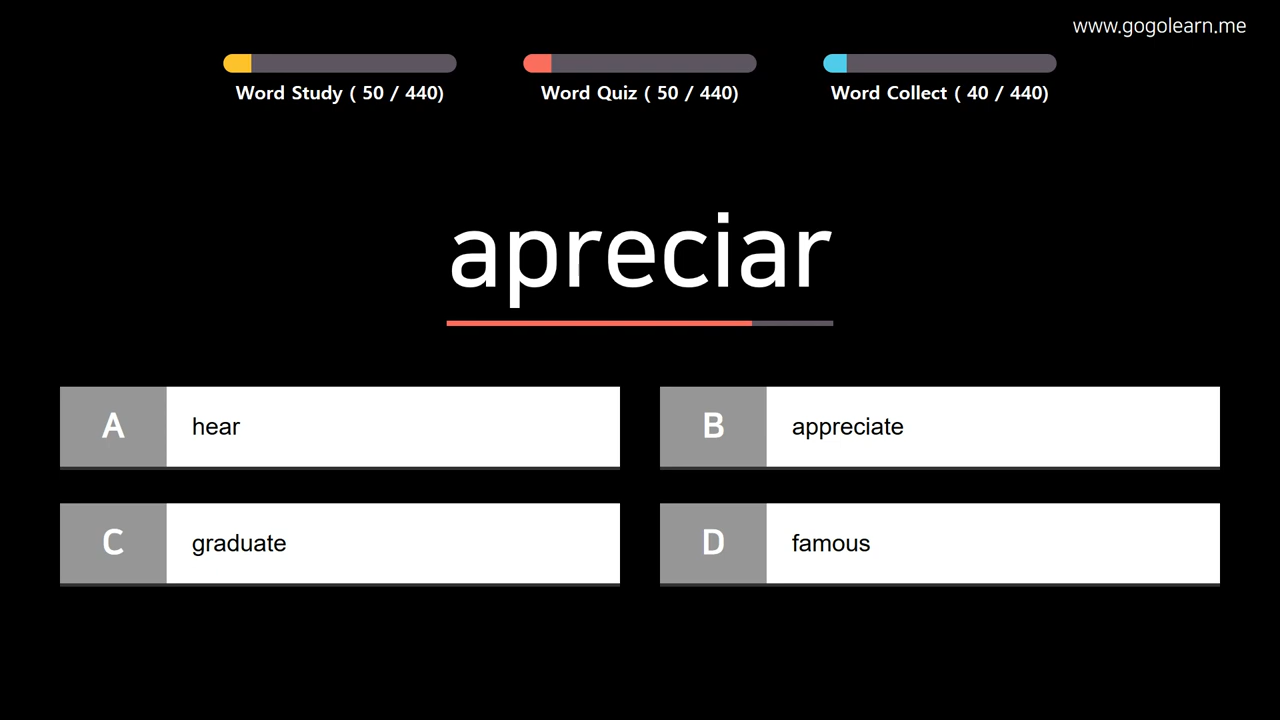 www.gogolearn.me
Word Study ( 50 / 440)
Word Quiz ( 50 / 440)
Word Collect ( 40 / 440)
apreciar
A hear
B appreciate
C graduate
D famous